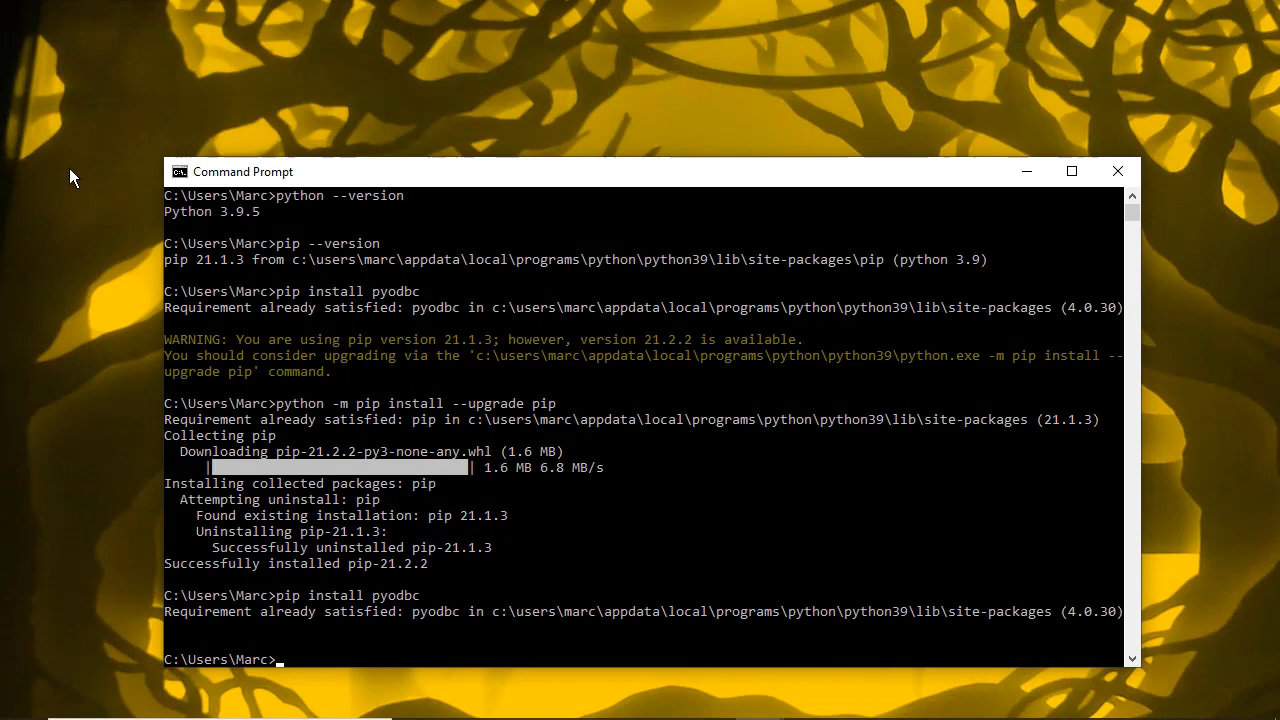 Command Prompt
C:\Users\Marc>python --version
Python 3.9.5
C:\Users\Marc>pip --version
pip 21.1.3 from c:\users\marc\appdata\local\programs\python\python39\lib\site-packages\pip (python 3.9)
C:\Users\Marc>pip install pyodbc
Requirement already satisfied: pyodbc in c:\users\marc\appdata\local\programs\python\python39\lib\site-packages (4.0.30)
WARNING: You are using pip version 21.1.3; however, version 21.2.2 is available.
You should consider upgrading via the 'c:\users\marc\appdata\local\programs\python\python39\python.exe -m pip install --
upgrade pip' command.
C:\Users\Marc>python -m pip install --upgrade pip
Requirement already satisfied: pip in c:\users\marc\appdata\local\programs\python\python39\lib\site-packages (21.1.3)
Collecting pip
  Downloading pip-21.2.2-py3-none-any.whl (1.6 MB)
     |                                | 1.6 MB 6.8 MB/s
Installing collected packages: pip
  Attempting uninstall: pip
    Found existing installation: pip 21.1.3
    Uninstalling pip-21.1.3:
      Successfully uninstalled pip-21.1.3
Successfully installed pip-21.2.2
C:\Users\Marc>pip install pyodbc
Requirement already satisfied: pyodbc in c:\users\marc\appdata\local\programs\python\python39\lib\site-packages (4.0.30)
C:\Users\Marc>